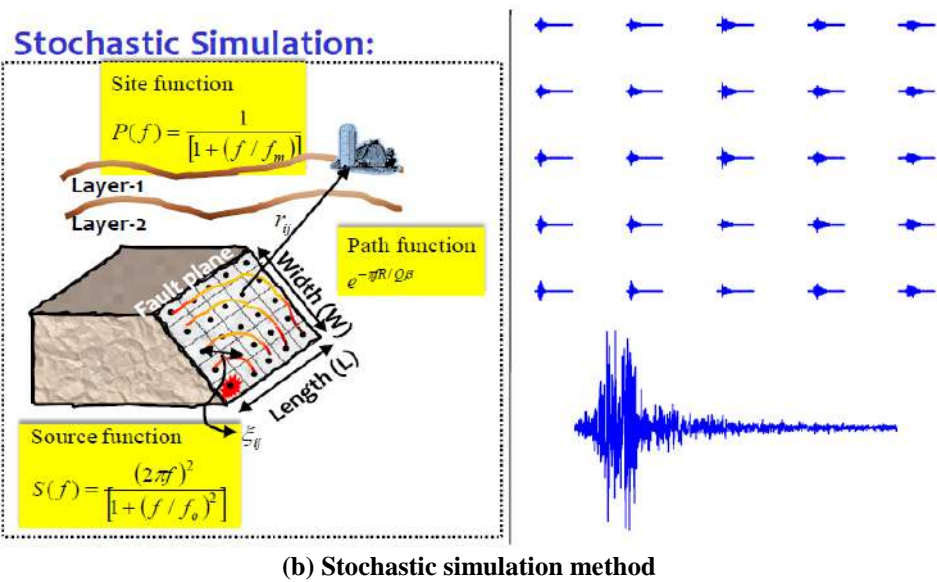 Stochastic Simulation:
Site function
P(f) = 1 / [1 + (f / f_m)]
Layer-1
Layer-2
r_ij
Path function
e^{-πfR/Qβ}
Fault plane
Width (W)
Length (L)
ξ_ij
Source function
S(f) = (2πf)^2 / [1 + (f / f_o)^2]
(b) Stochastic simulation method